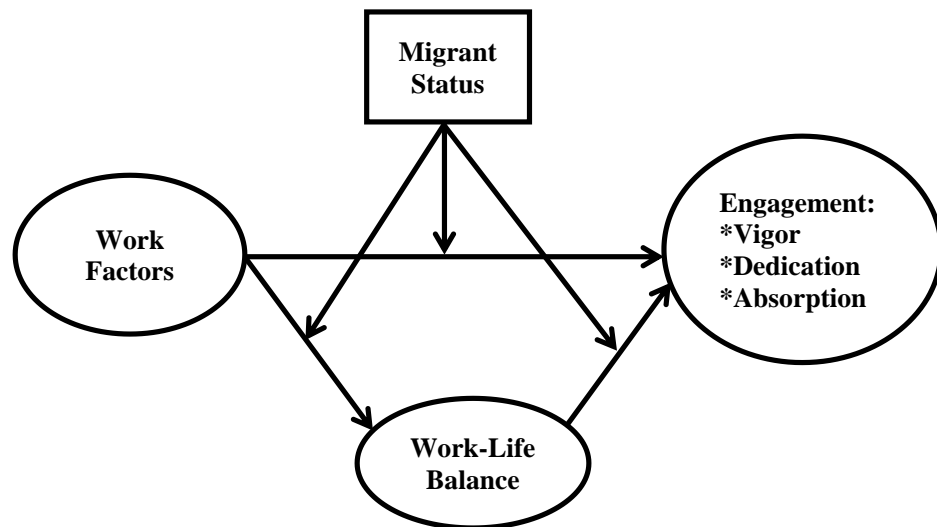 Migrant
Status
Work
Factors
Engagement:
*Vigor
*Dedication
*Absorption
Work-Life
Balance